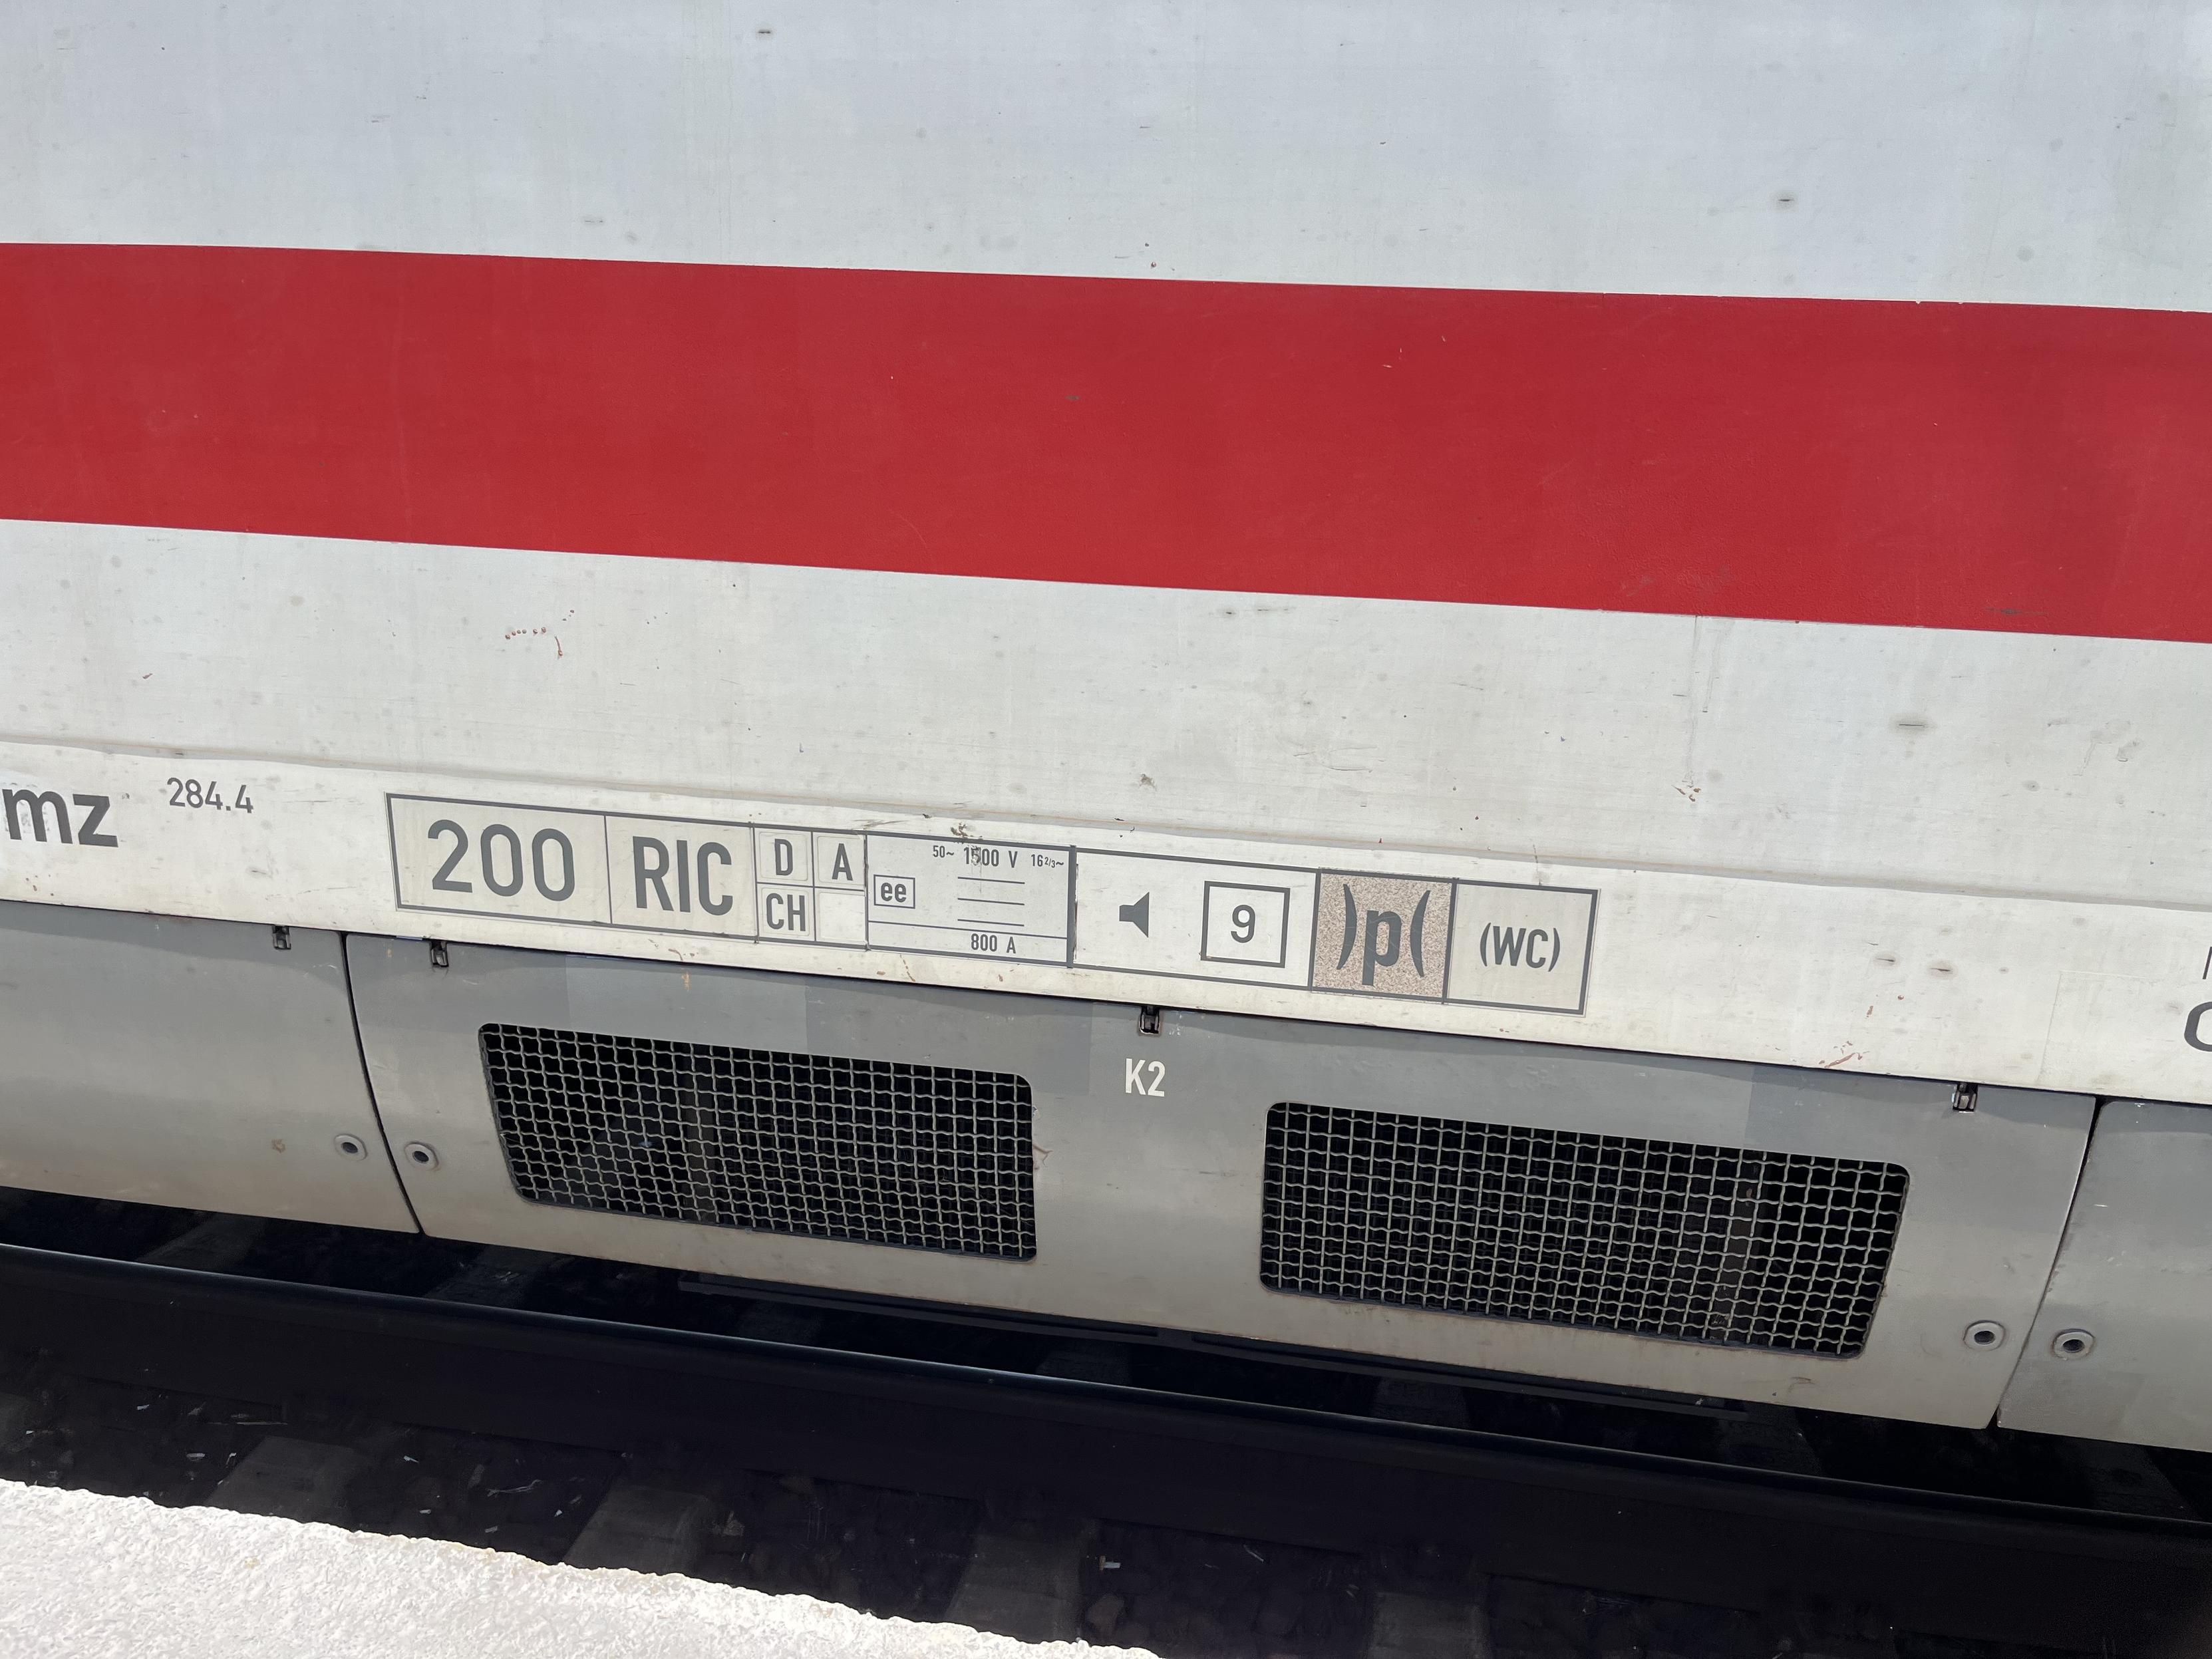 mz 284.4
200 RIC D A
CH
50~ 1500 V 16 2/3~
ee
800 A
9
)p(
(WC)
K2